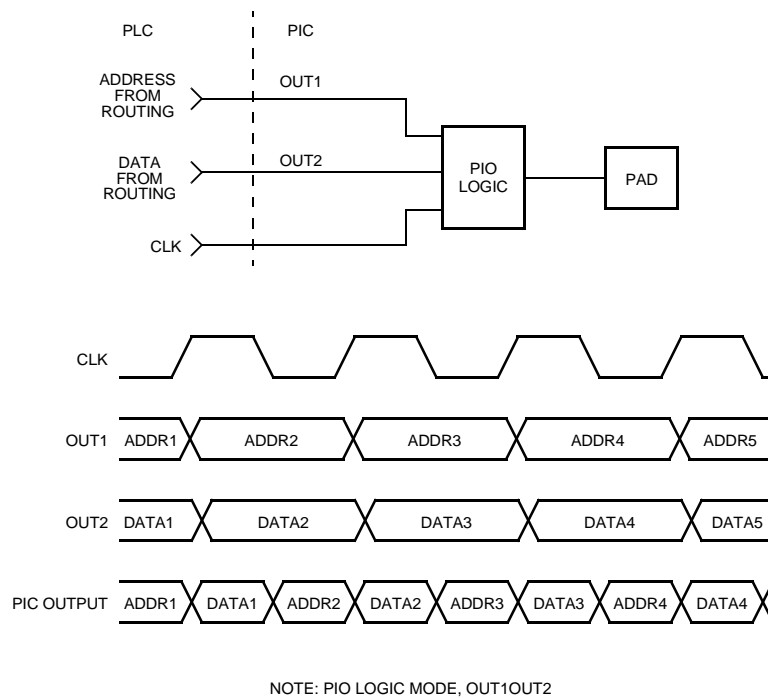 PLC PIC
ADDRESS
FROM
ROUTING
OUT1
DATA
FROM
ROUTING
OUT2
CLK
PIO
LOGIC
PAD
CLK
OUT1 ADDR1 ADDR2 ADDR3 ADDR4 ADDR5
OUT2 DATA1 DATA2 DATA3 DATA4 DATA5
PIC OUTPUT ADDR1 DATA1 ADDR2 DATA2 ADDR3 DATA3 ADDR4 DATA4
NOTE: PIO LOGIC MODE, OUT1OUT2